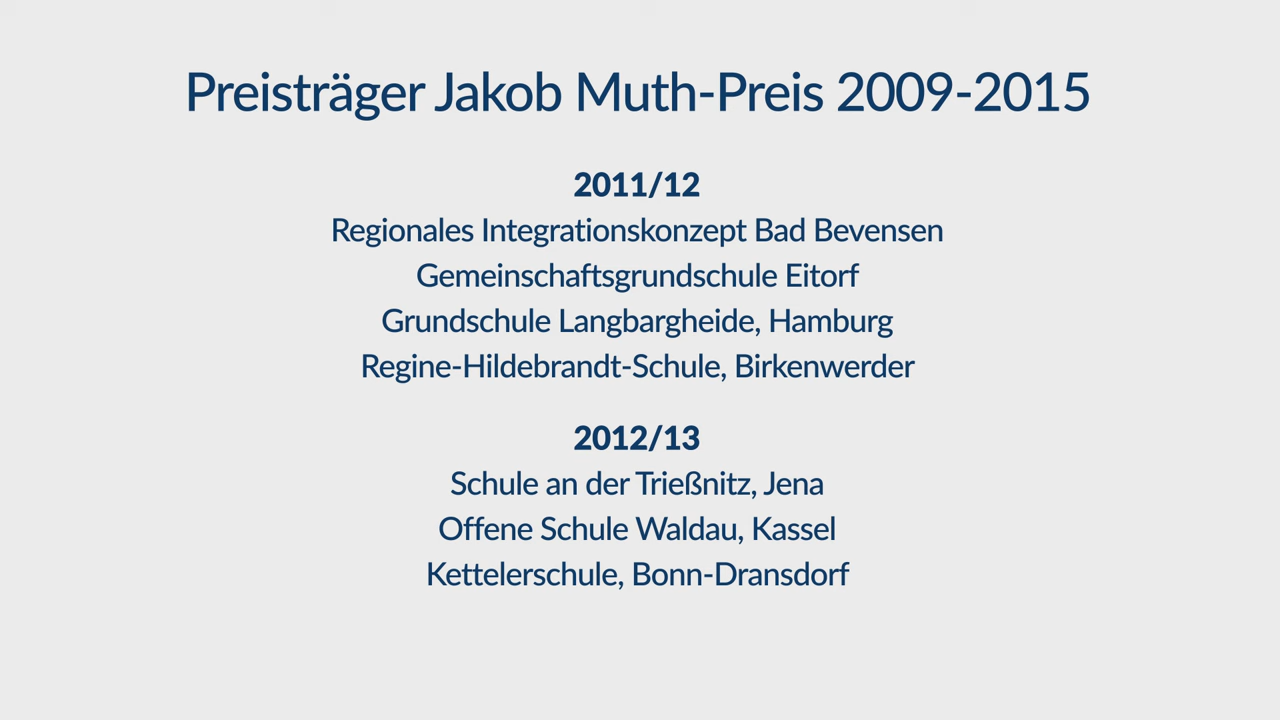 Preisträger Jakob Muth-Preis 2009-2015
2011/12
Regionales Integrationskonzept Bad Bevensen
Gemeinschaftsgrundschule Eitorf
Grundschule Langbargheide, Hamburg
Regine-Hildebrandt-Schule, Birkenwerder
2012/13
Schule an der Trießnitz, Jena
Offene Schule Waldau, Kassel
Kettelerschule, Bonn-Dransdorf